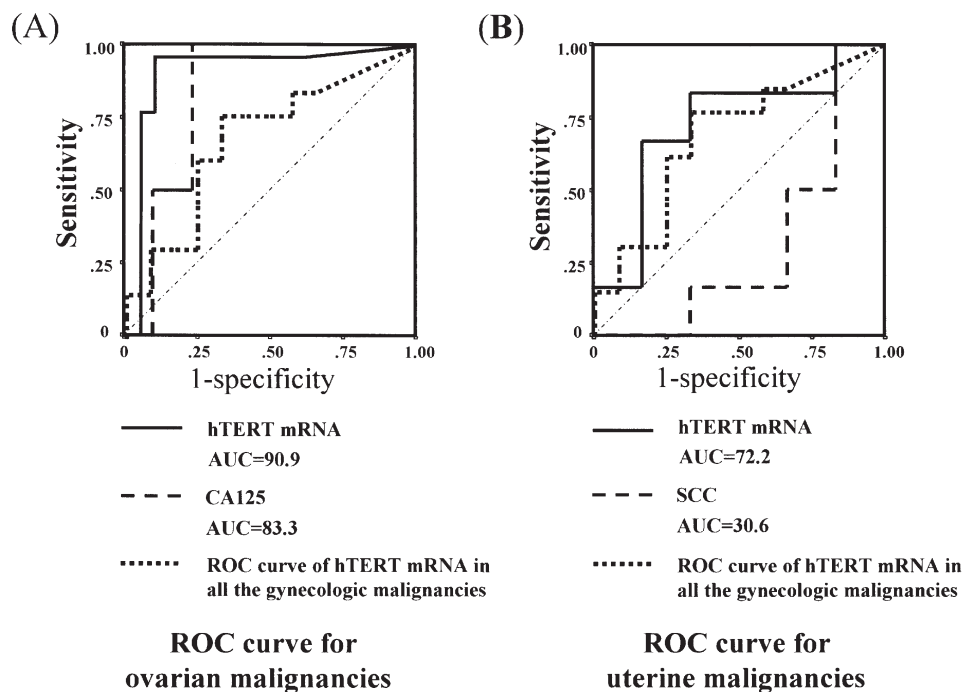 (A)
1.00
.75
.50
.25
0
Sensitivity
0 .25 .50 .75 1.00
1-specificity
hTERT mRNA
AUC=90.9
CA125
AUC=83.3
ROC curve of hTERT mRNA in
all the gynecologic malignancies
ROC curve for
ovarian malignancies
(B)
1.00
.75
.50
.25
0
Sensitivity
0 .25 .50 .75 1.00
1-specificity
hTERT mRNA
AUC=72.2
SCC
AUC=30.6
ROC curve of hTERT mRNA in
all the gynecologic malignancies
ROC curve for
uterine malignancies